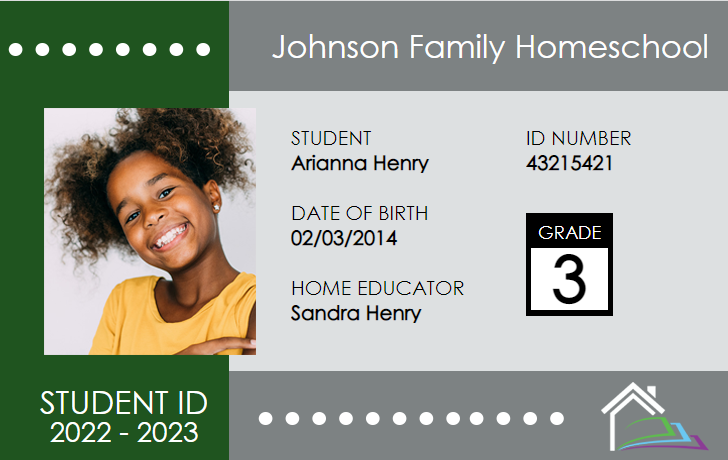 Johnson Family Homeschool
STUDENT
Arianna Henry
ID NUMBER
43215421
DATE OF BIRTH
02/03/2014
GRADE
3
HOME EDUCATOR
Sandra Henry
STUDENT ID
2022 - 2023